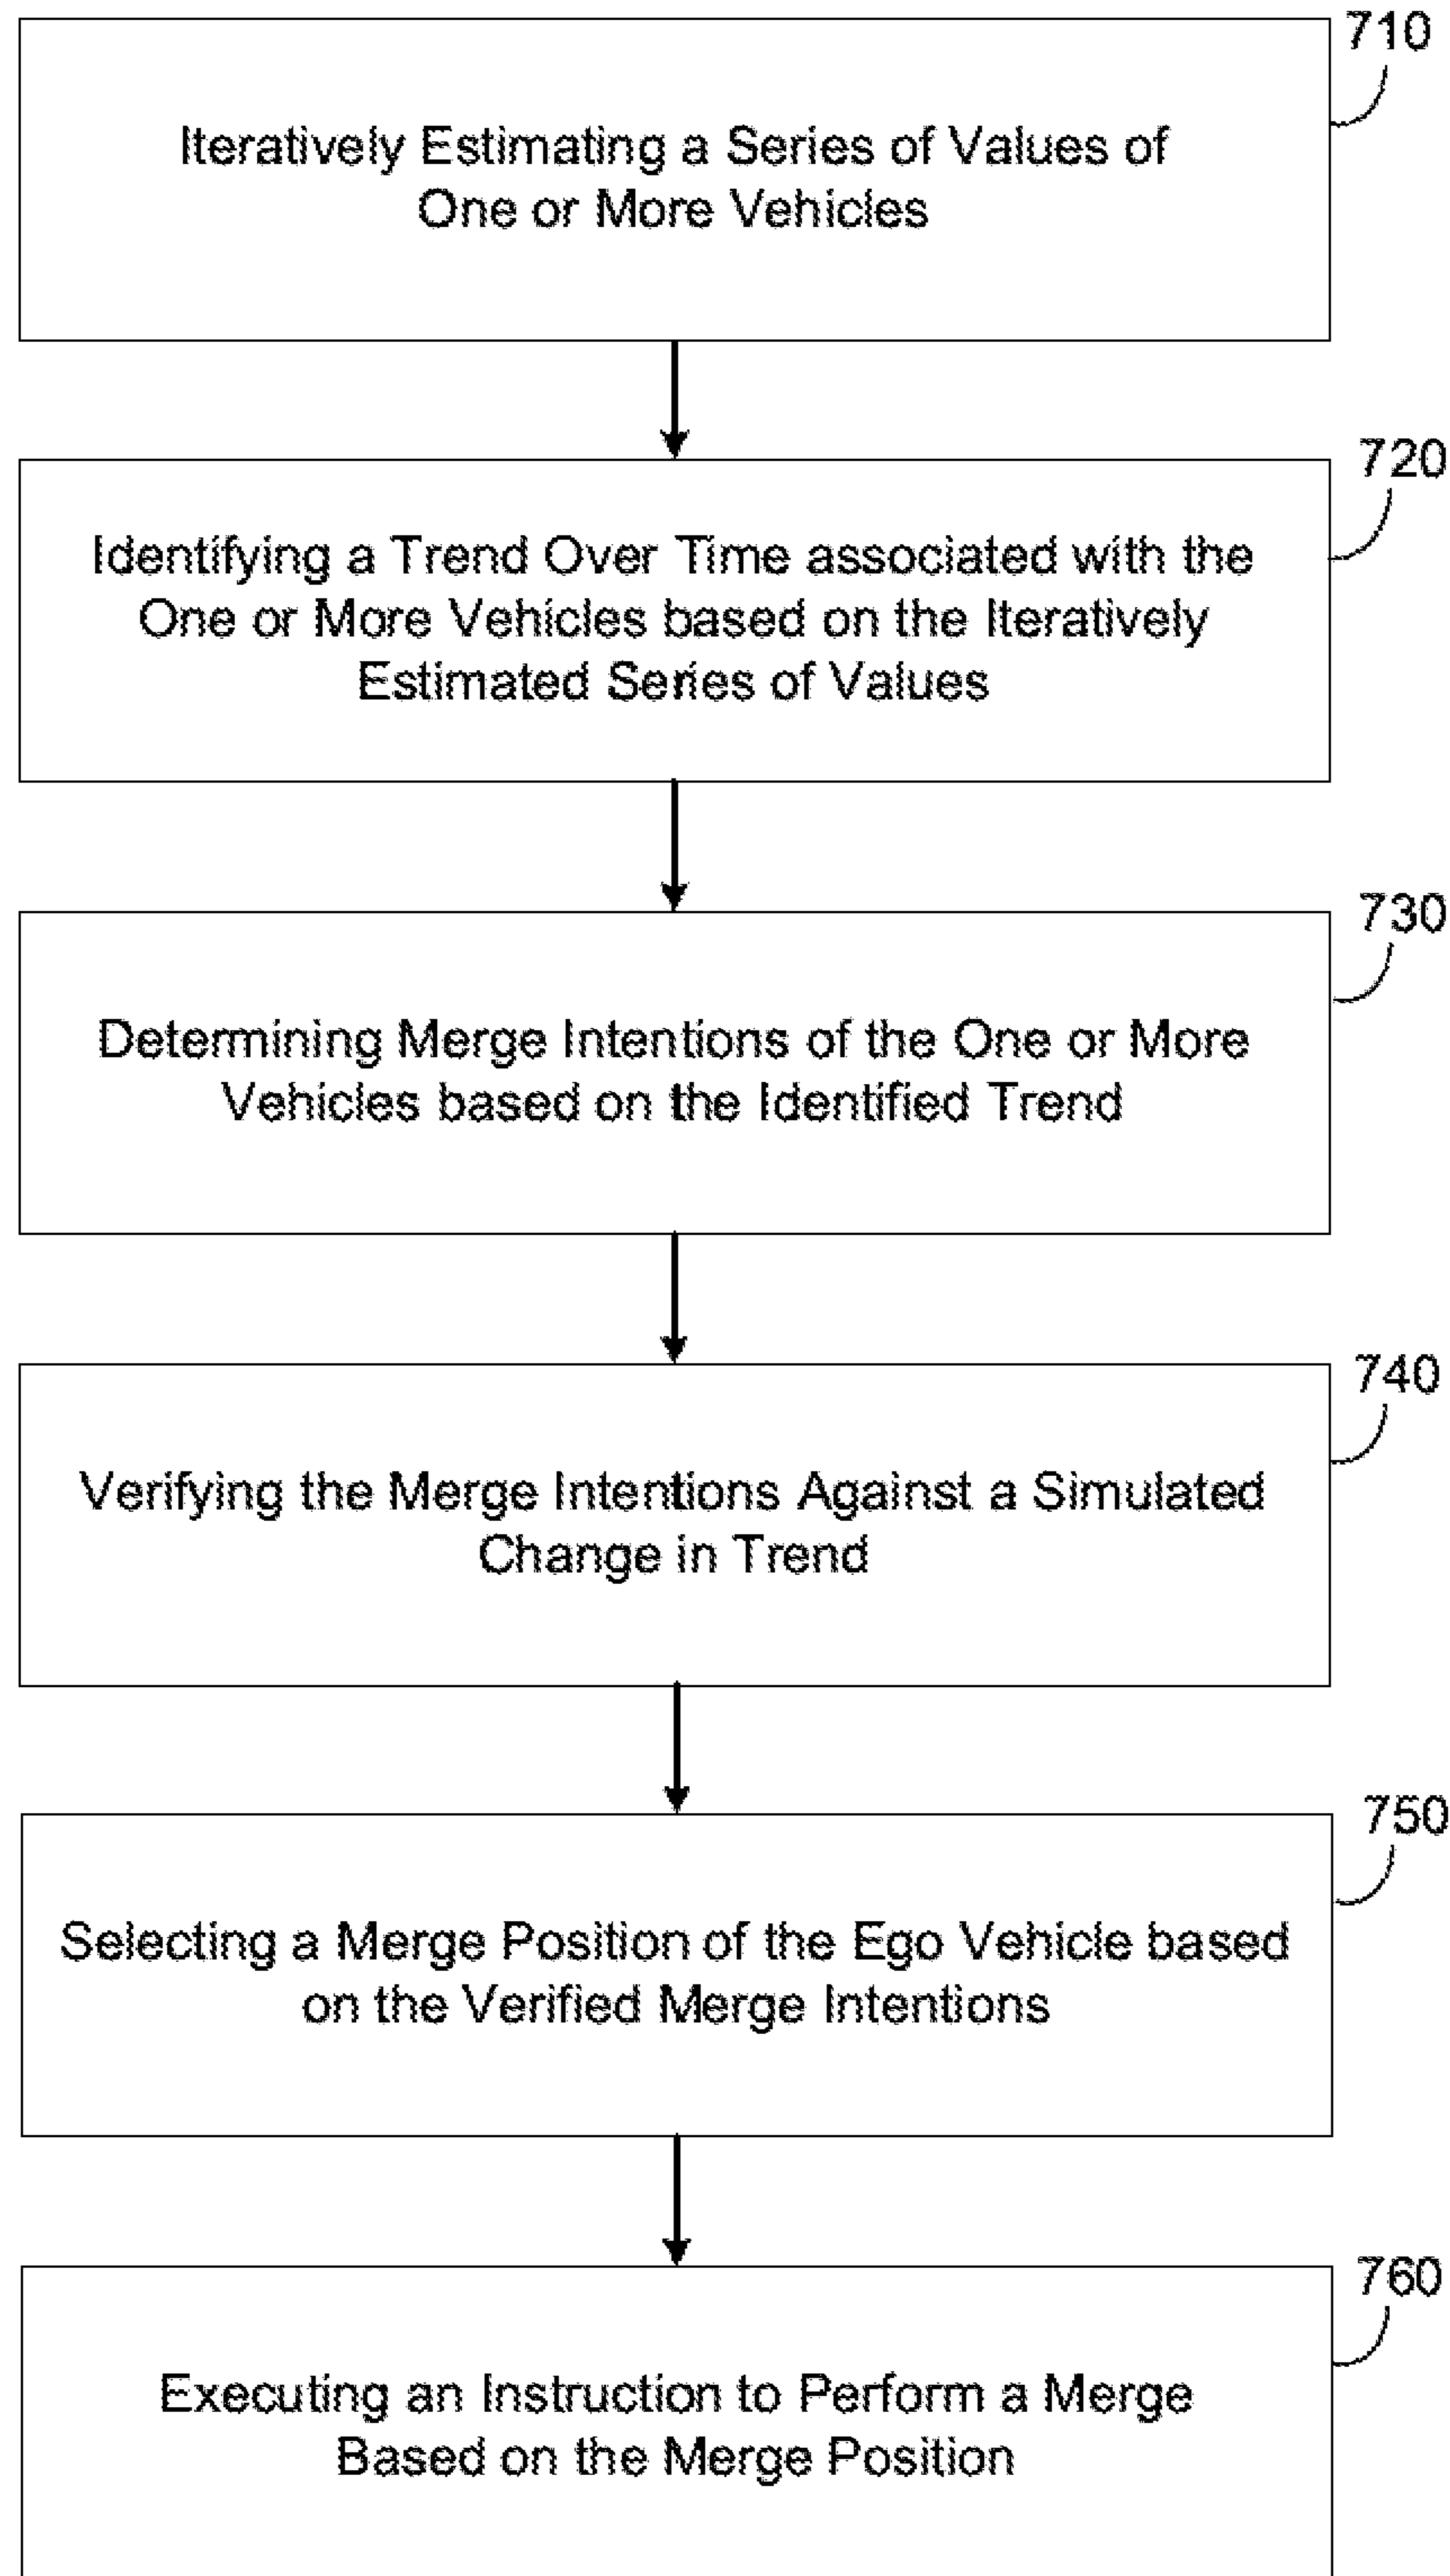 710
Iteratively Estimating a Series of Values of
One or More Vehicles
720
Identifying a Trend Over Time associated with the
One or More Vehicles based on the Iteratively
Estimated Series of Values
730
Determining Merge Intentions of the One or More
Vehicles based on the Identified Trend
740
Verifying the Merge Intentions Against a Simulated
Change in Trend
750
Selecting a Merge Position of the Ego Vehicle based
on the Verified Merge Intentions
760
Executing an Instruction to Perform a Merge
Based on the Merge Position